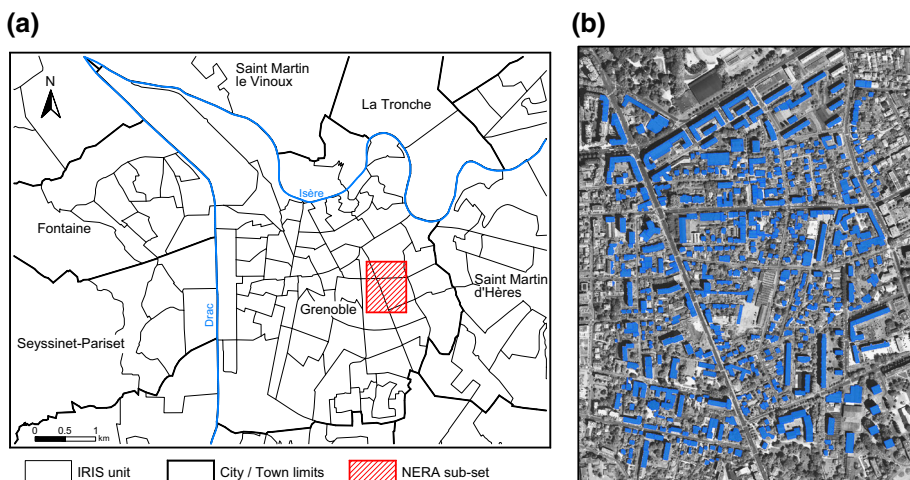 (a)
(b)
N
Saint Martin
le Vinoux
La Tronche
Isère
Fontaine
Saint Martin
d'Hères
Grenoble
Drac
Seyssinet-Pariset
0 0.5 1
km
IRIS unit
City / Town limits
NERA sub-set